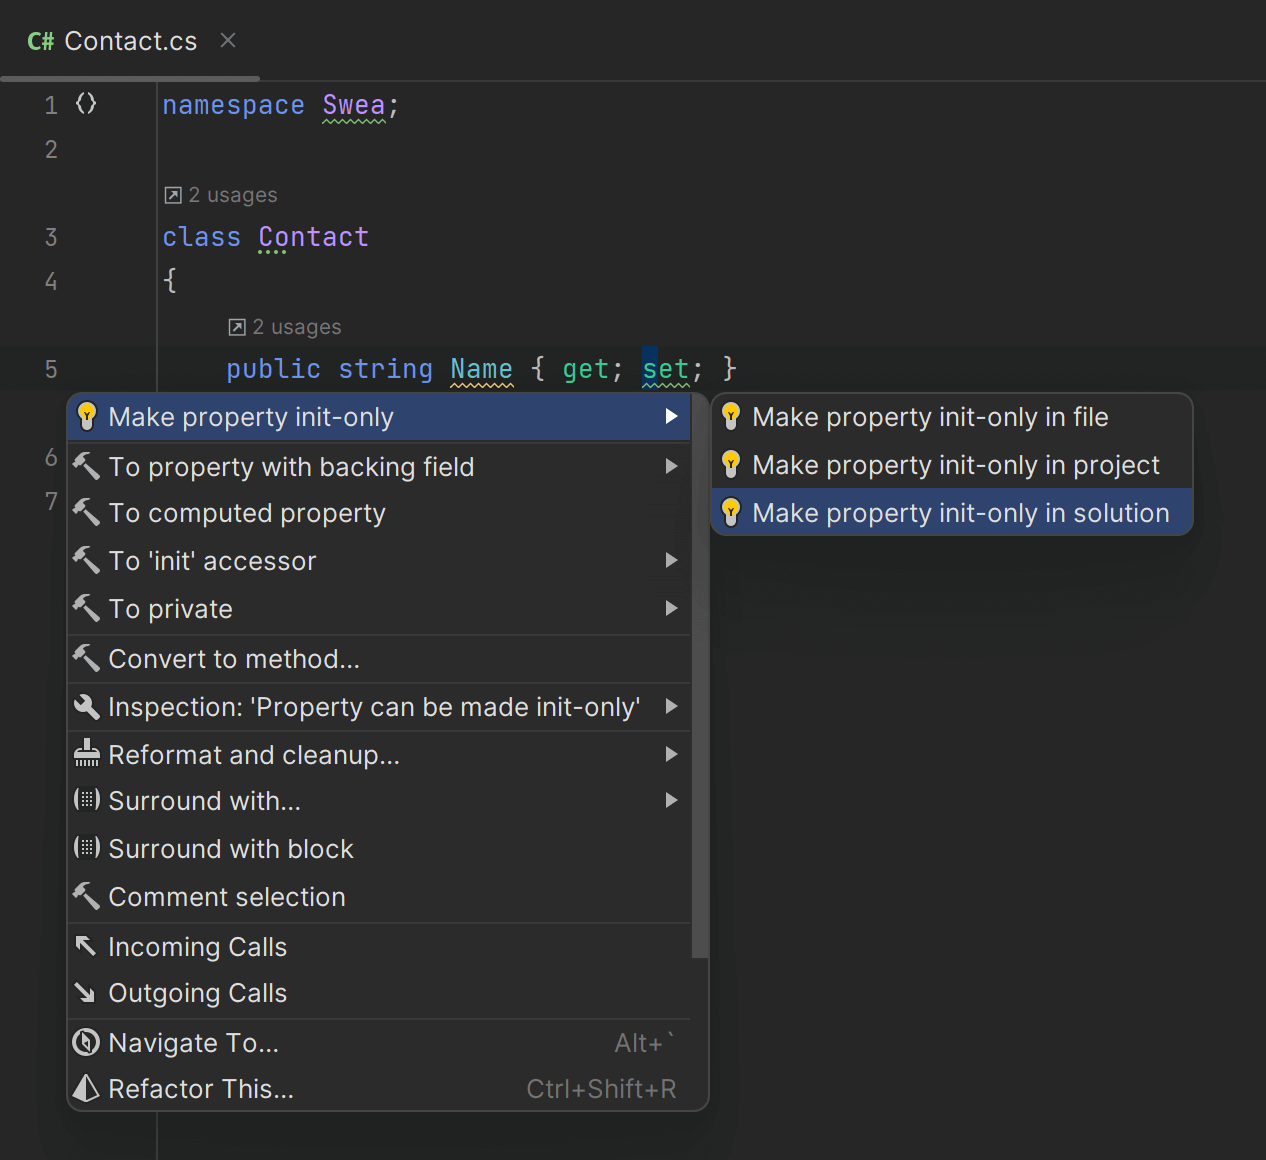 C# Contact.cs
1 namespace Swea;
2
2 usages
3 class Contact
4 {
2 usages
5 public string Name { get; set; }
6
7
Make property init-only
To property with backing field
To computed property
To 'init' accessor
To private
Convert to method...
Inspection: 'Property can be made init-only'
Reformat and cleanup...
Surround with...
Surround with block
Comment selection
Incoming Calls
Outgoing Calls
Navigate To... Alt+`
Refactor This... Ctrl+Shift+R
Make property init-only in file
Make property init-only in project
Make property init-only in solution